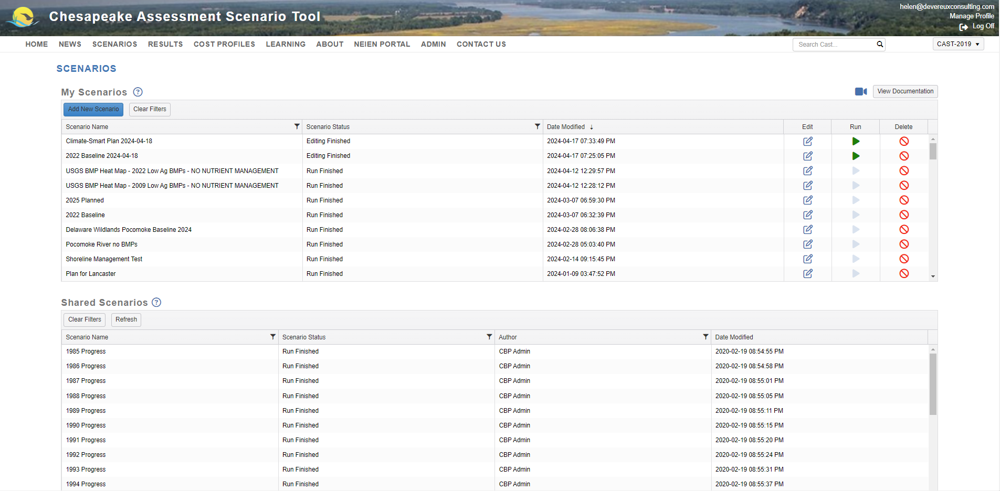 Chesapeake Assessment Scenario Tool
helen@devereuxconsulting.com
Manage Profile
Log Off
HOME NEWS SCENARIOS RESULTS COST PROFILES LEARNING ABOUT NEIEN PORTAL ADMIN CONTACT US Search Cast... CAST-2019
SCENARIOS
My Scenarios ? View Documentation
Add New Scenario Clear Filters
Scenario Name Scenario Status Date Modified ↓ Edit Run Delete
Climate-Smart Plan 2024-04-18 Editing Finished 2024-04-17 07:33:49 PM
2022 Baseline 2024-04-18 Editing Finished 2024-04-17 07:25:05 PM
USGS BMP Heat Map - 2022 Low Ag BMPs - NO NUTRIENT MANAGEMENT Run Finished 2024-04-12 12:29:57 PM
USGS BMP Heat Map - 2009 Low Ag BMPs - NO NUTRIENT MANAGEMENT Run Finished 2024-04-12 12:28:12 PM
2025 Planned Run Finished 2024-03-07 06:59:30 PM
2022 Baseline Run Finished 2024-03-07 06:32:39 PM
Delaware Wildlands Pocomoke Baseline 2024 Run Finished 2024-02-28 08:06:38 PM
Pocomoke River no BMPs Run Finished 2024-02-28 05:03:40 PM
Shoreline Management Test Run Finished 2024-02-14 09:15:45 PM
Plan for Lancaster Run Finished 2024-01-09 03:47:52 PM
Shared Scenarios ?
Clear Filters Refresh
Scenario Name Scenario Status Author Date Modified
1985 Progress Run Finished CBP Admin 2020-02-19 08:54:55 PM
1986 Progress Run Finished CBP Admin 2020-02-19 08:54:58 PM
1987 Progress Run Finished CBP Admin 2020-02-19 08:55:01 PM
1988 Progress Run Finished CBP Admin 2020-02-19 08:55:05 PM
1989 Progress Run Finished CBP Admin 2020-02-19 08:55:11 PM
1990 Progress Run Finished CBP Admin 2020-02-19 08:55:15 PM
1991 Progress Run Finished CBP Admin 2020-02-19 08:55:20 PM
1992 Progress Run Finished CBP Admin 2020-02-19 08:55:24 PM
1993 Progress Run Finished CBP Admin 2020-02-19 08:55:31 PM
1994 Progress Run Finished CBP Admin 2020-02-19 08:55:37 PM